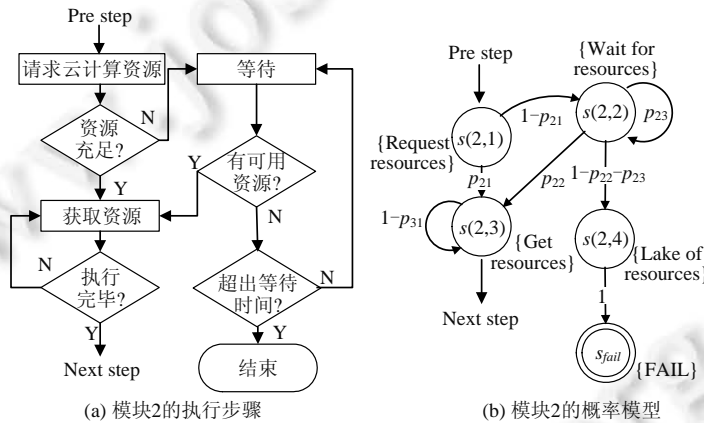 Pre step
请求云计算资源
等待
N
资源
充足?
Y
有可用
资源?
Y
获取资源
N
N
执行
完毕?
超出等待
时间?
N
Y
Y
Next step
结束
(a) 模块2的执行步骤
Pre step
{Wait for
resources}
s(2,2)
p23
1−p21
s(2,1)
{Request
resources}
p21
p22
1−p22−p23
1−p31
s(2,3)
{Get
resources}
s(2,4)
{Lake of
resources}
1
Next step
sfail
{FAIL}
(b) 模块2的概率模型